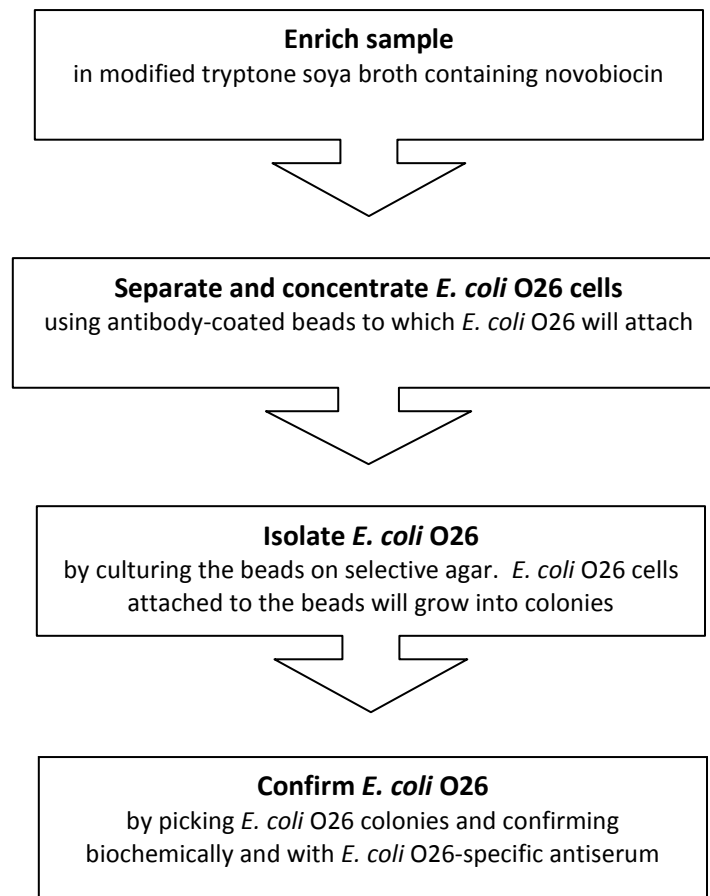 Enrich sample
in modified tryptone soya broth containing novobiocin
Separate and concentrate E. coli O26 cells
using antibody-coated beads to which E. coli O26 will attach
Isolate E. coli O26
by culturing the beads on selective agar.  E. coli O26 cells
attached to the beads will grow into colonies
Confirm E. coli O26
by picking E. coli O26 colonies and confirming
biochemically and with E. coli O26-specific antiserum